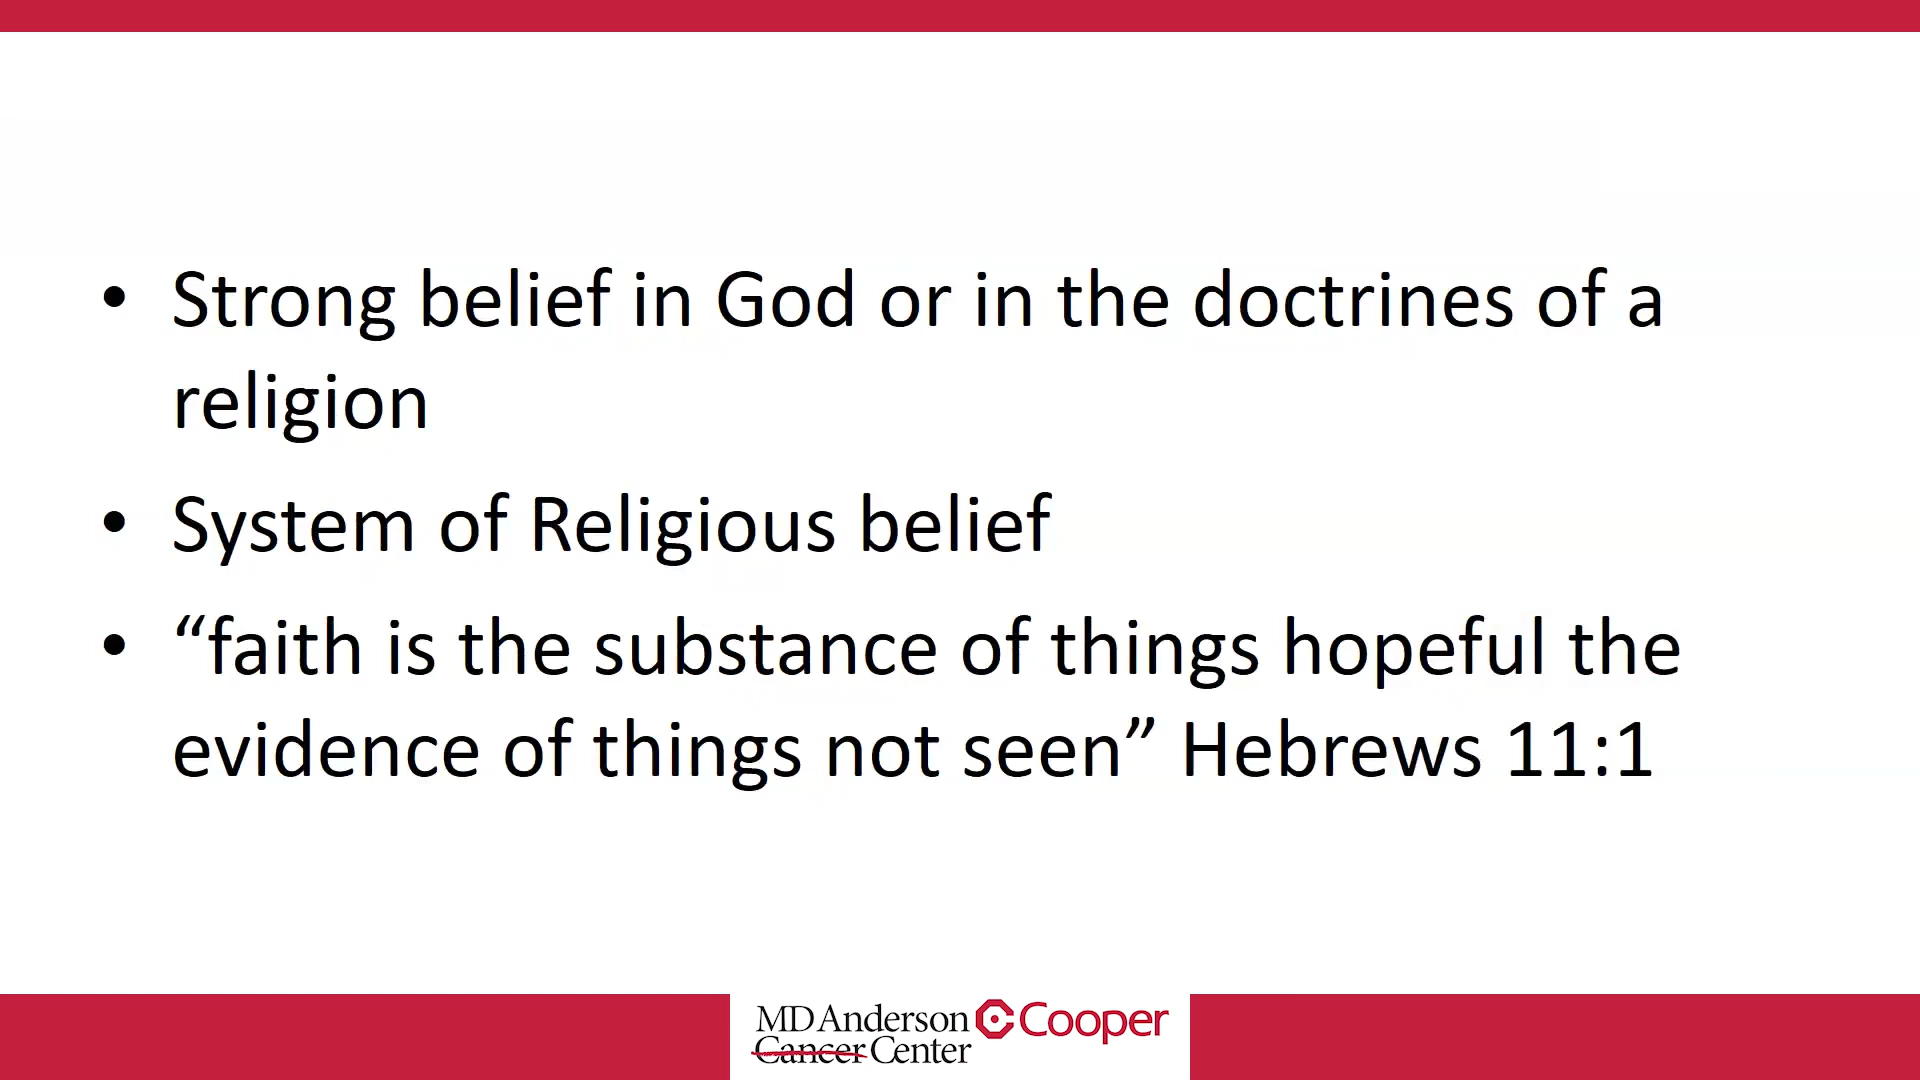 • Strong belief in God or in the doctrines of a
religion
• System of Religious belief
• “faith is the substance of things hopeful the
evidence of things not seen” Hebrews 11:1
MD Anderson Cooper
Cancer Center